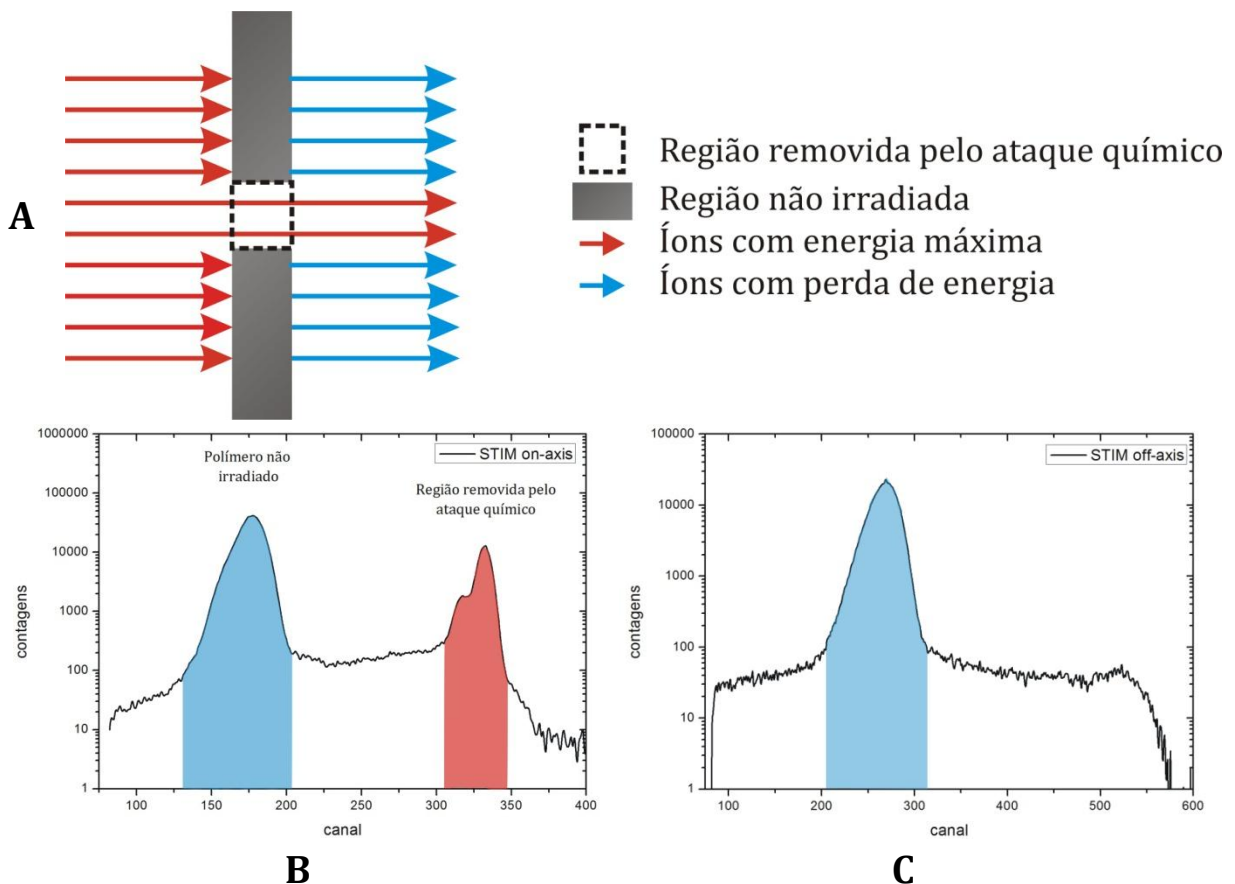 A
Região removida pelo ataque químico
Região não irradiada
Íons com energia máxima
Íons com perda de energia
1000000
100000
10000
1000
100
10
1
contagens
STIM on-axis
Polímero não
irradiado
Região removida pelo
ataque químico
100 150 200 250 300 350 400
canal
B
100000
10000
1000
100
10
1
contagens
STIM off-axis
100 200 300 400 500 600
canal
C